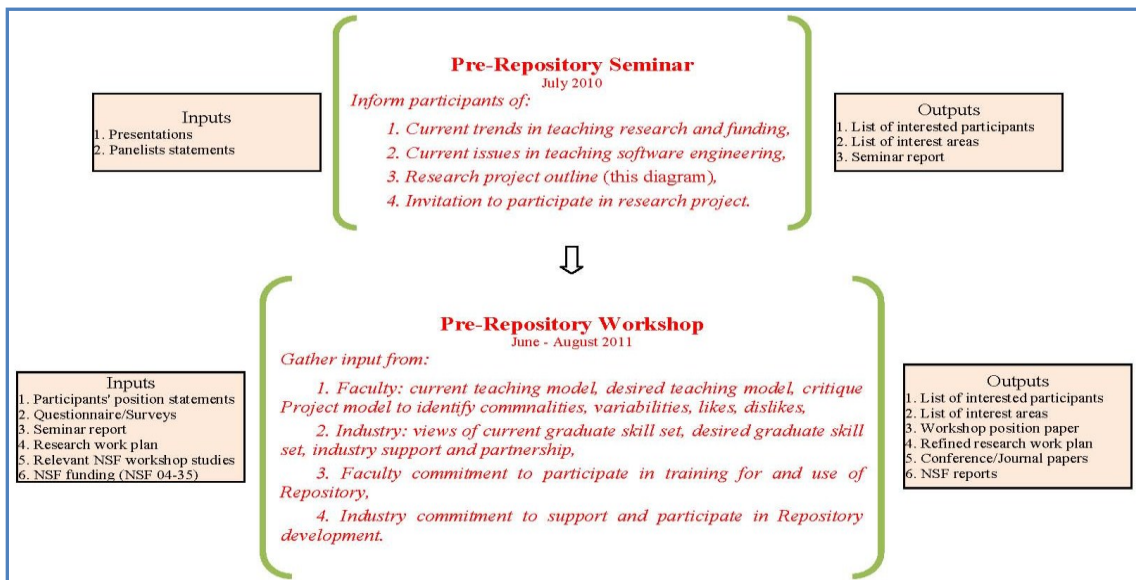 Pre-Repository Seminar
July 2010
Inform participants of:
1. Current trends in teaching research and funding,
2. Current issues in teaching software engineering,
3. Research project outline (this diagram),
4. Invitation to participate in research project.
Inputs
1. Presentations
2. Panelists statements
Outputs
1. List of interested participants
2. List of interest areas
3. Seminar report
Pre-Repository Workshop
June - August 2011
Gather input from:
1. Faculty: current teaching model, desired teaching model, critique
Project model to identify commnalities, variabilities, likes, dislikes,
2. Industry: views of current graduate skill set, desired graduate skill
set, industry support and partnership,
3. Faculty commitment to participate in training for and use of
Repository,
4. Industry commitment to support and participate in Repository
development.
Inputs
1. Participants' position statements
2. Questionnaire/Surveys
3. Seminar report
4. Research work plan
5. Relevant NSF workshop studies
6. NSF funding (NSF 04-35)
Outputs
1. List of interested participants
2. List of interest areas
3. Workshop position paper
4. Refined research work plan
5. Conference/Journal papers
6. NSF reports